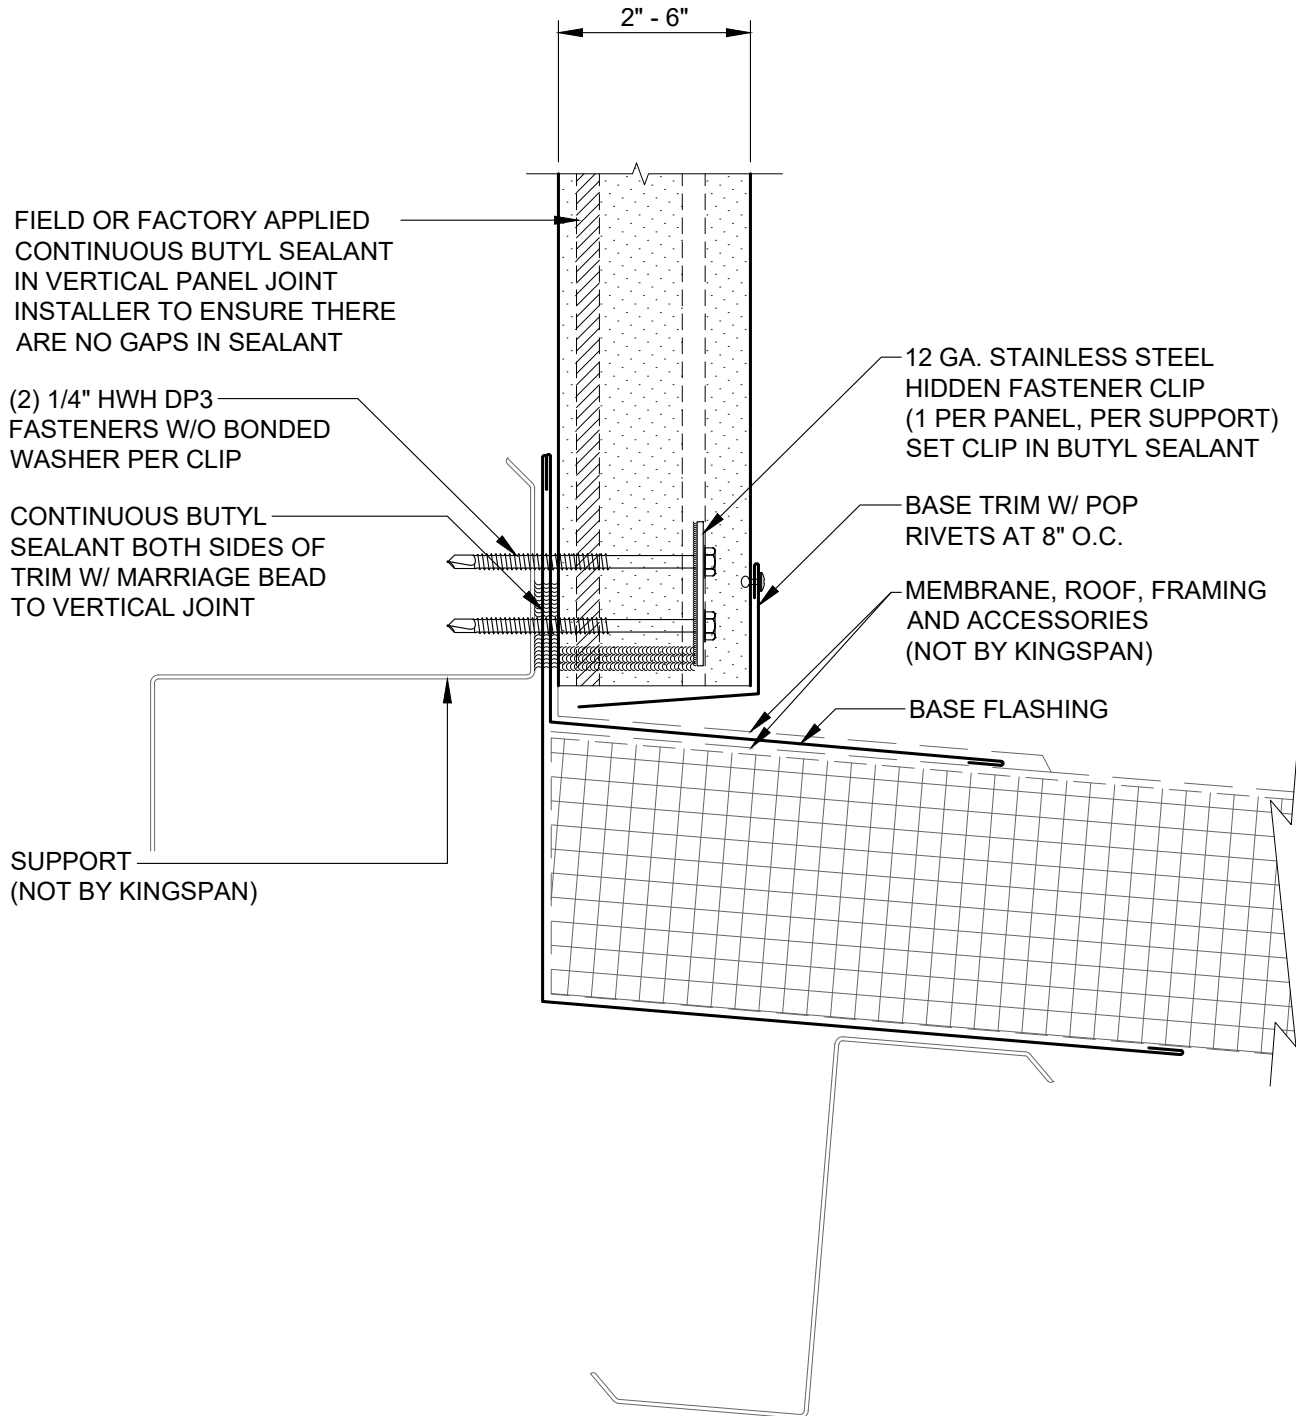 2" - 6"
FIELD OR FACTORY APPLIED
CONTINUOUS BUTYL SEALANT
IN VERTICAL PANEL JOINT
INSTALLER TO ENSURE THERE
ARE NO GAPS IN SEALANT
(2) 1/4" HWH DP3
FASTENERS W/O BONDED
WASHER PER CLIP
CONTINUOUS BUTYL
SEALANT BOTH SIDES OF
TRIM W/ MARRIAGE BEAD
TO VERTICAL JOINT
SUPPORT
(NOT BY KINGSPAN)
12 GA. STAINLESS STEEL
HIDDEN FASTENER CLIP
(1 PER PANEL, PER SUPPORT)
SET CLIP IN BUTYL SEALANT
BASE TRIM W/ POP
RIVETS AT 8" O.C.
MEMBRANE, ROOF, FRAMING
AND ACCESSORIES
(NOT BY KINGSPAN)
BASE FLASHING